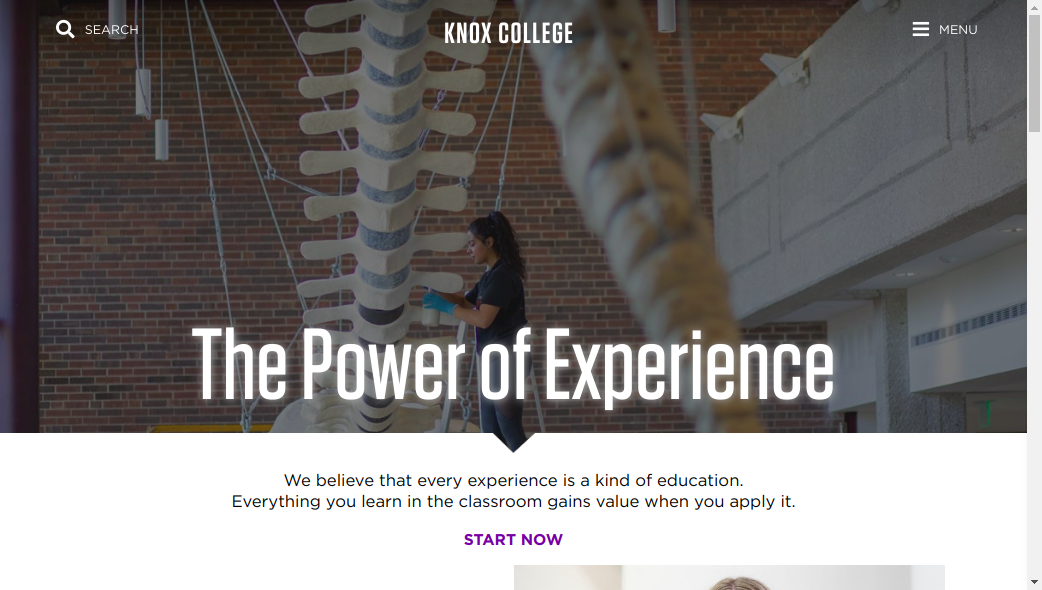 SEARCH
KNOX COLLEGE
MENU
The Power of Experience
We believe that every experience is a kind of education.
Everything you learn in the classroom gains value when you apply it.
START NOW